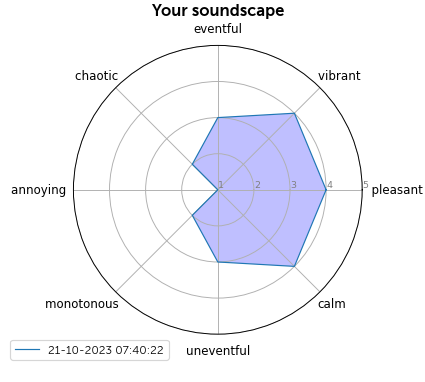 Your soundscape
eventful
chaotic
vibrant
annoying
1 2 3 4 5
pleasant
monotonous
calm
uneventful
21-10-2023 07:40:22